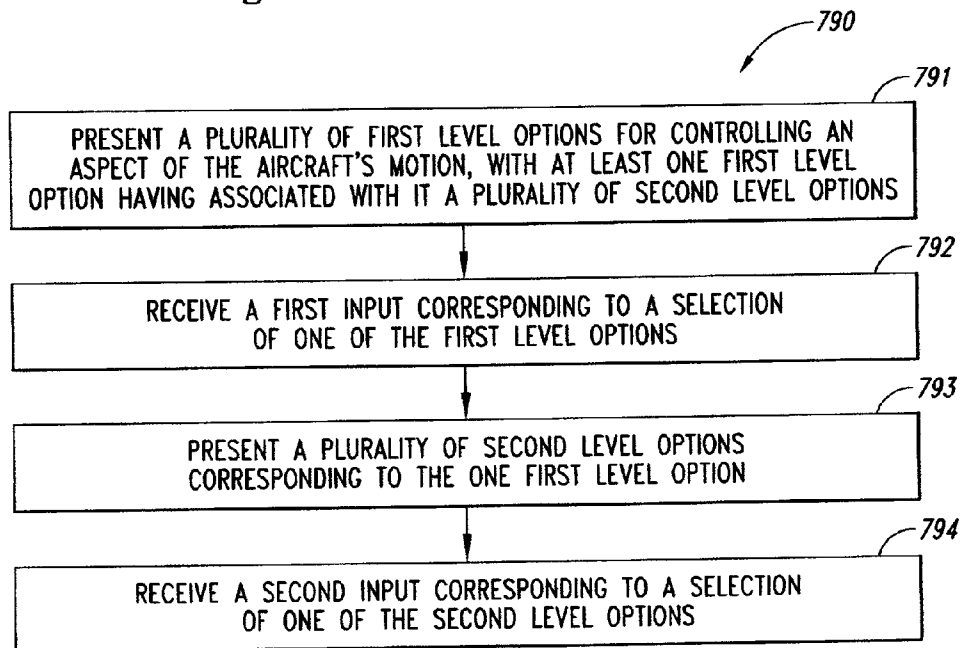 790
791
PRESENT A PLURALITY OF FIRST LEVEL OPTIONS FOR CONTROLLING AN
ASPECT OF THE AIRCRAFT'S MOTION, WITH AT LEAST ONE FIRST LEVEL
OPTION HAVING ASSOCIATED WITH IT A PLURALITY OF SECOND LEVEL OPTIONS
792
RECEIVE A FIRST INPUT CORRESPONDING TO A SELECTION
OF ONE OF THE FIRST LEVEL OPTIONS
793
PRESENT A PLURALITY OF SECOND LEVEL OPTIONS
CORRESPONDING TO THE ONE FIRST LEVEL OPTION
794
RECEIVE A SECOND INPUT CORRESPONDING TO A SELECTION
OF ONE OF THE SECOND LEVEL OPTIONS